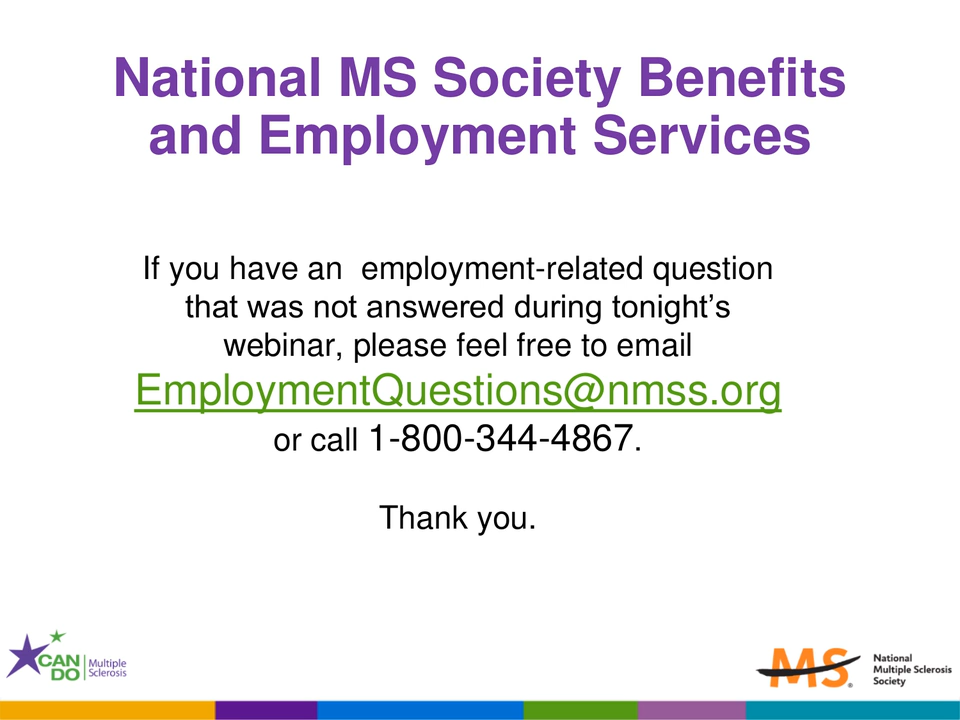 National MS Society Benefits
and Employment Services
If you have an  employment-related question
that was not answered during tonight’s
webinar, please feel free to email
EmploymentQuestions@nmss.org
or call 1-800-344-4867.
Thank you.
CAN DO
Multiple
Sclerosis
MS®
National
Multiple Sclerosis
Society